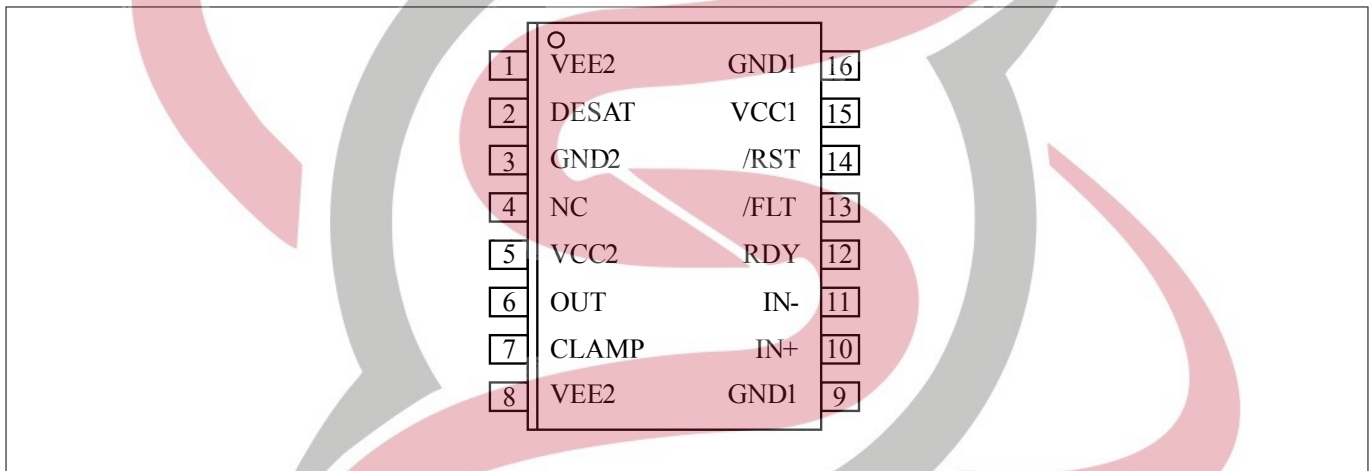 1 VEE2 GND1 16
2 DESAT VCC1 15
3 GND2 /RST 14
4 NC /FLT 13
5 VCC2 RDY 12
6 OUT IN- 11
7 CLAMP IN+ 10
8 VEE2 GND1 9